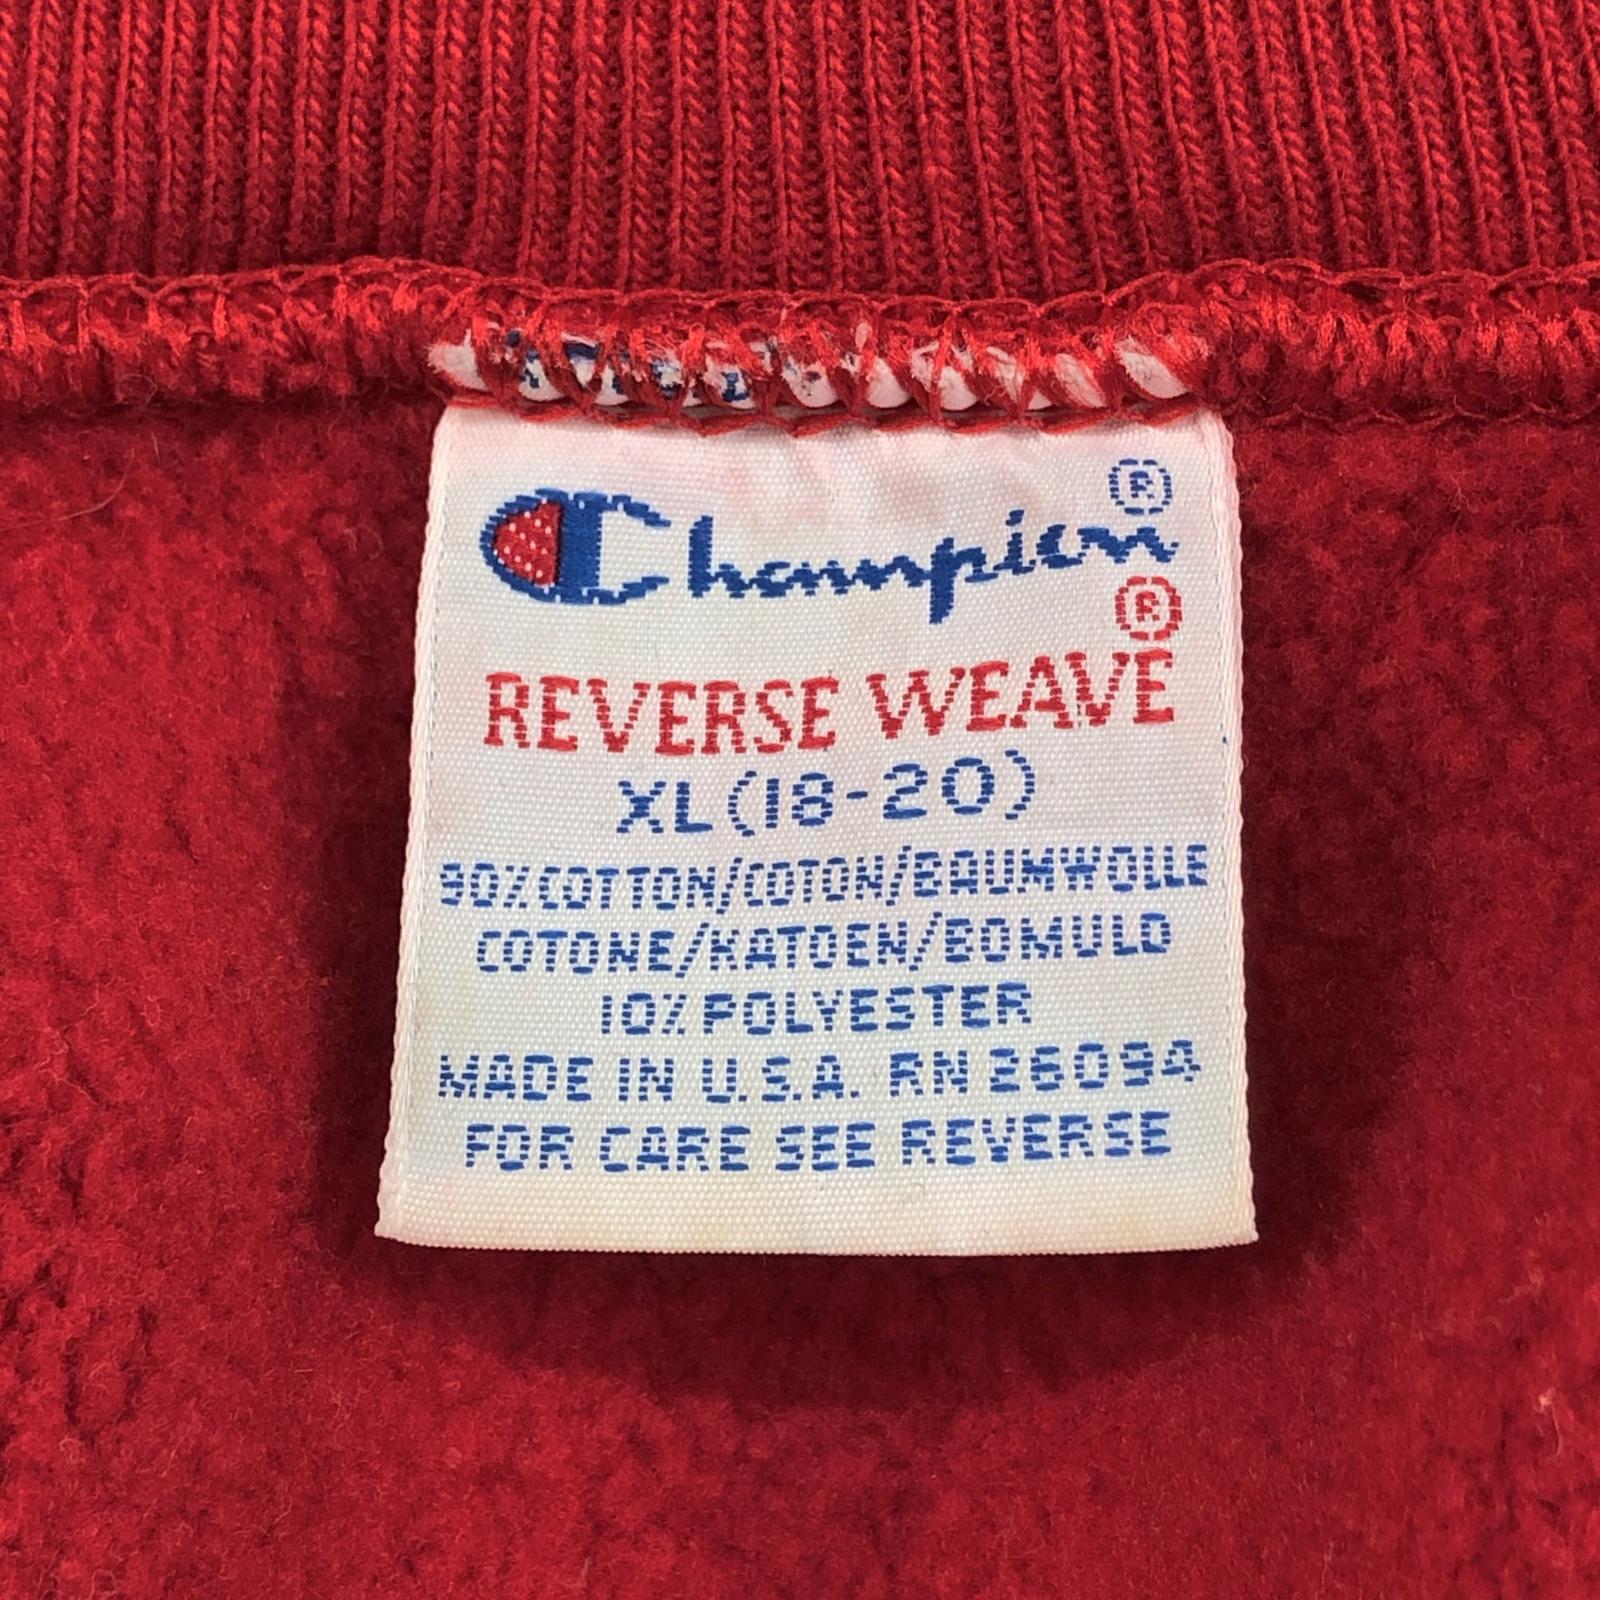 Champion®
®
REVERSE WEAVE
XL(18-20)
90% COTTON/COTON/BAUMWOLLE
COTONE/KATOEN/BOMULD
10% POLYESTER
MADE IN U.S.A. RN 26094
FOR CARE SEE REVERSE